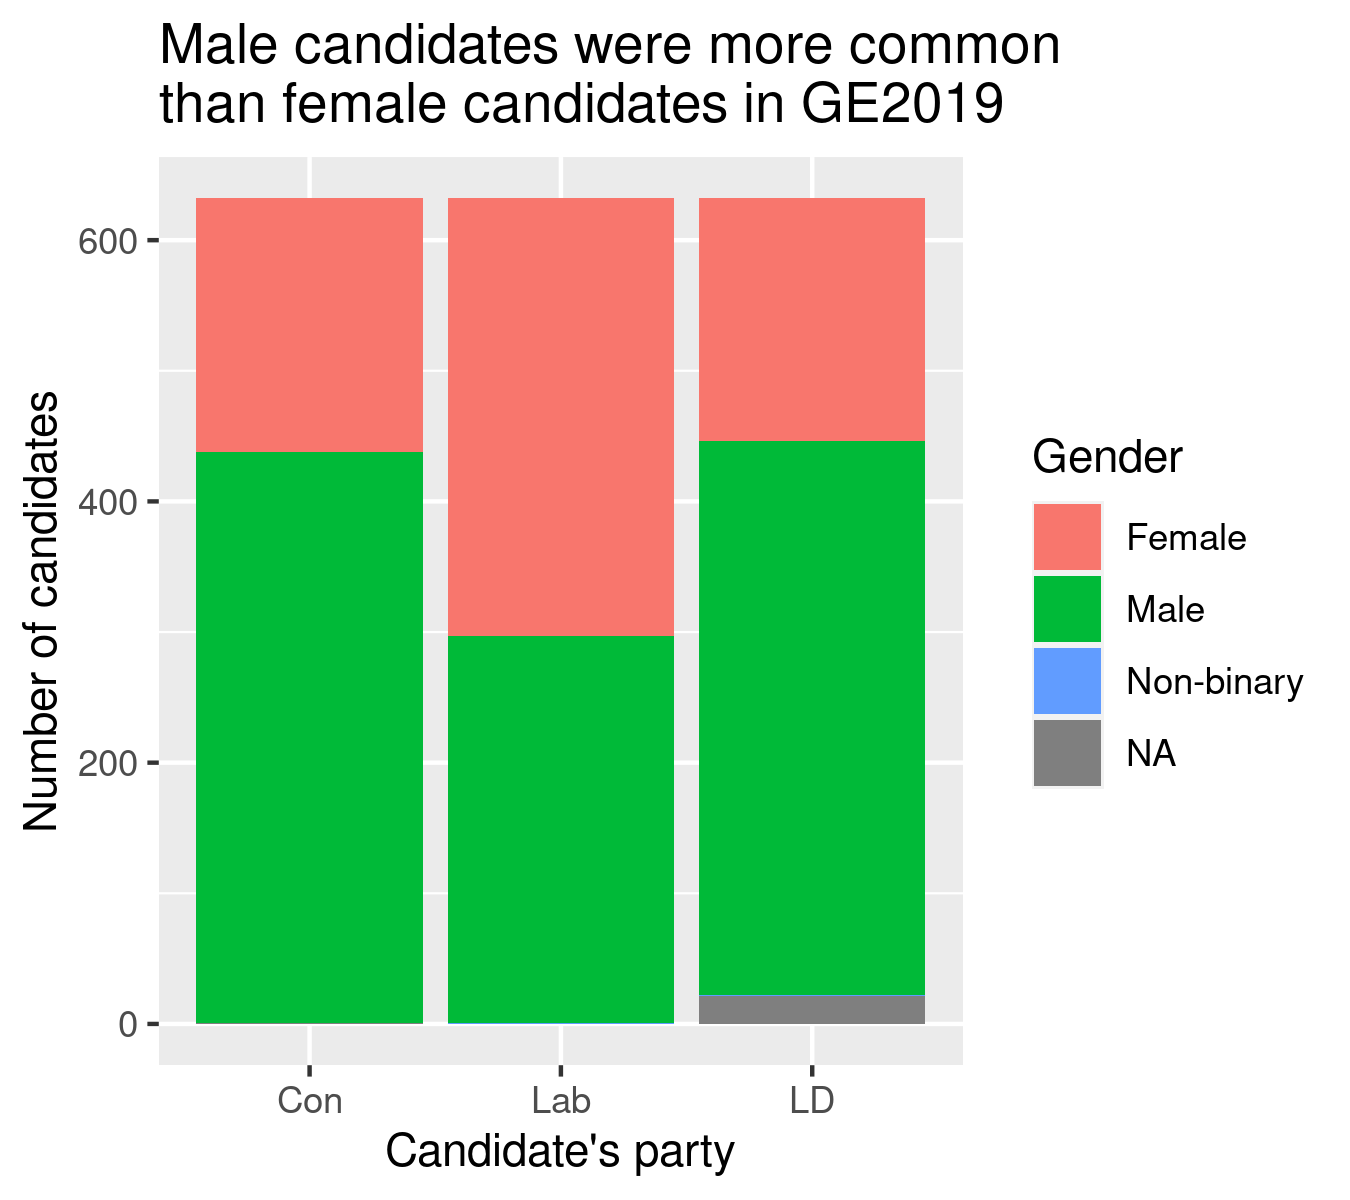 Male candidates were more common
than female candidates in GE2019
Number of candidates
600
400
200
0
Con
Lab
LD
Candidate's party
Gender
Female
Male
Non-binary
NA